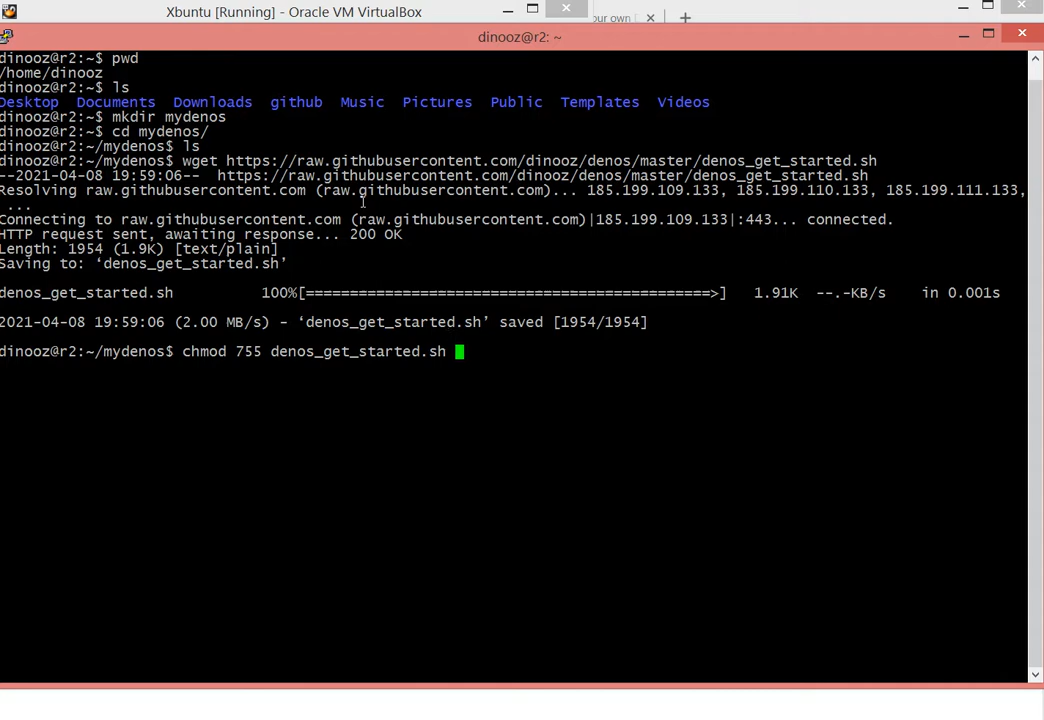 Xbuntu [Running] - Oracle VM VirtualBox
our own [
dinooz@r2: ~
dinooz@r2:~$ pwd
/home/dinooz
dinooz@r2:~$ ls
Desktop Documents Downloads github Music Pictures Public Templates Videos
dinooz@r2:~$ mkdir mydenos
dinooz@r2:~$ cd mydenos/
dinooz@r2:~/mydenos$ ls
dinooz@r2:~/mydenos$ wget https://raw.githubusercontent.com/dinooz/denos/master/denos_get_started.sh
--2021-04-08 19:59:06-- https://raw.githubusercontent.com/dinooz/denos/master/denos_get_started.sh
Resolving raw.githubusercontent.com (raw.githubusercontent.com)... 185.199.109.133, 185.199.110.133, 185.199.111.133,
...
Connecting to raw.githubusercontent.com (raw.githubusercontent.com)|185.199.109.133|:443... connected.
HTTP request sent, awaiting response... 200 OK
Length: 1954 (1.9K) [text/plain]
Saving to: ‘denos_get_started.sh’
denos_get_started.sh 100%[==============================================>] 1.91K --.-KB/s in 0.001s
2021-04-08 19:59:06 (2.00 MB/s) - ‘denos_get_started.sh’ saved [1954/1954]
dinooz@r2:~/mydenos$ chmod 755 denos_get_started.sh